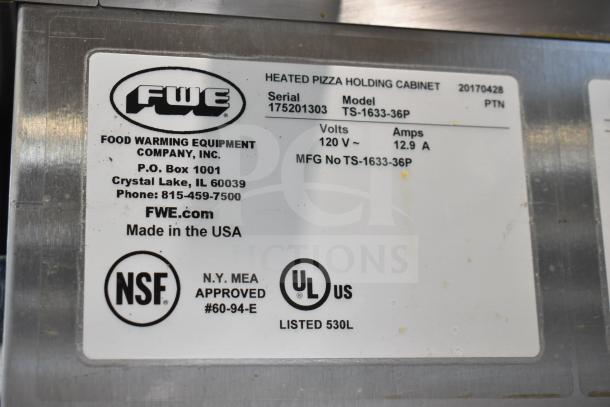 FWE
FOOD WARMING EQUIPMENT
COMPANY, INC.
P.O. Box 1001
Crystal Lake, IL 60039
Phone: 815-459-7500
FWE.com
Made in the USA
HEATED PIZZA HOLDING CABINET 20170428
Serial Model PTN
175201303 TS-1633-36P
Volts Amps
120 V ~ 12.9 A
MFG No TS-1633-36P
PCI
AUCTIONS
NSF
N.Y. MEA
APPROVED
#60-94-E
UL US
LISTED 530L